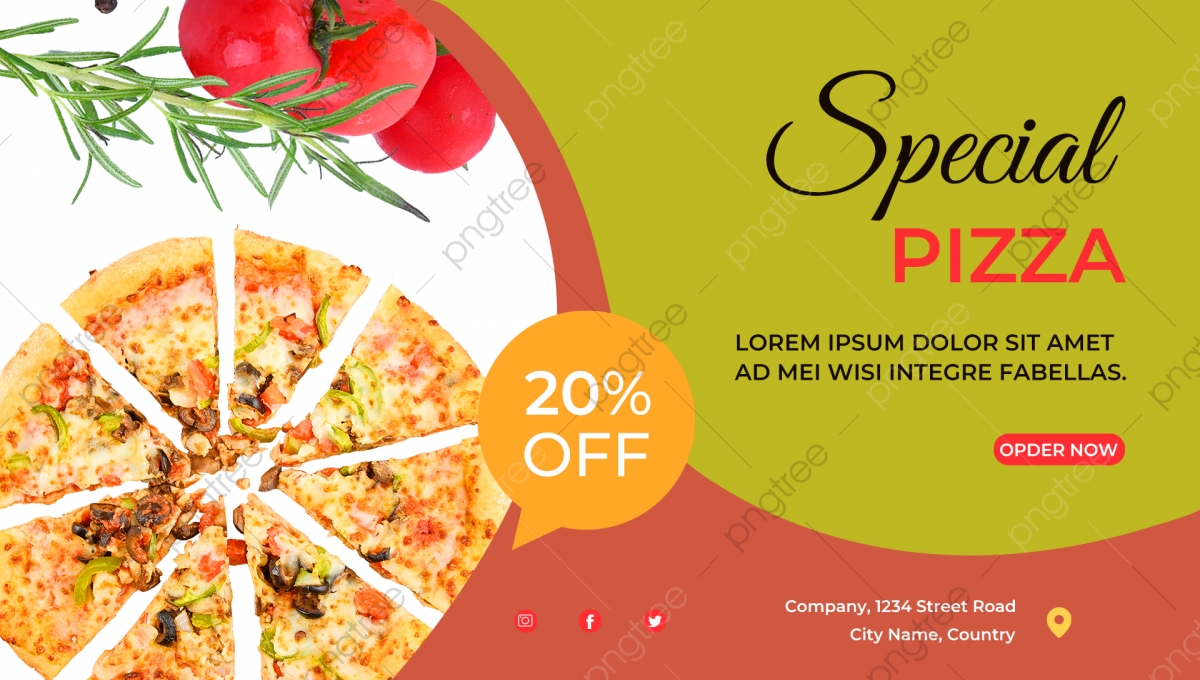 Special
PIZZA
LOREM IPSUM DOLOR SIT AMET
AD MEI WISI INTEGRE FABELLAS.
20%
OFF
OPDER NOW
Company, 1234 Street Road
City Name, Country
pngtree